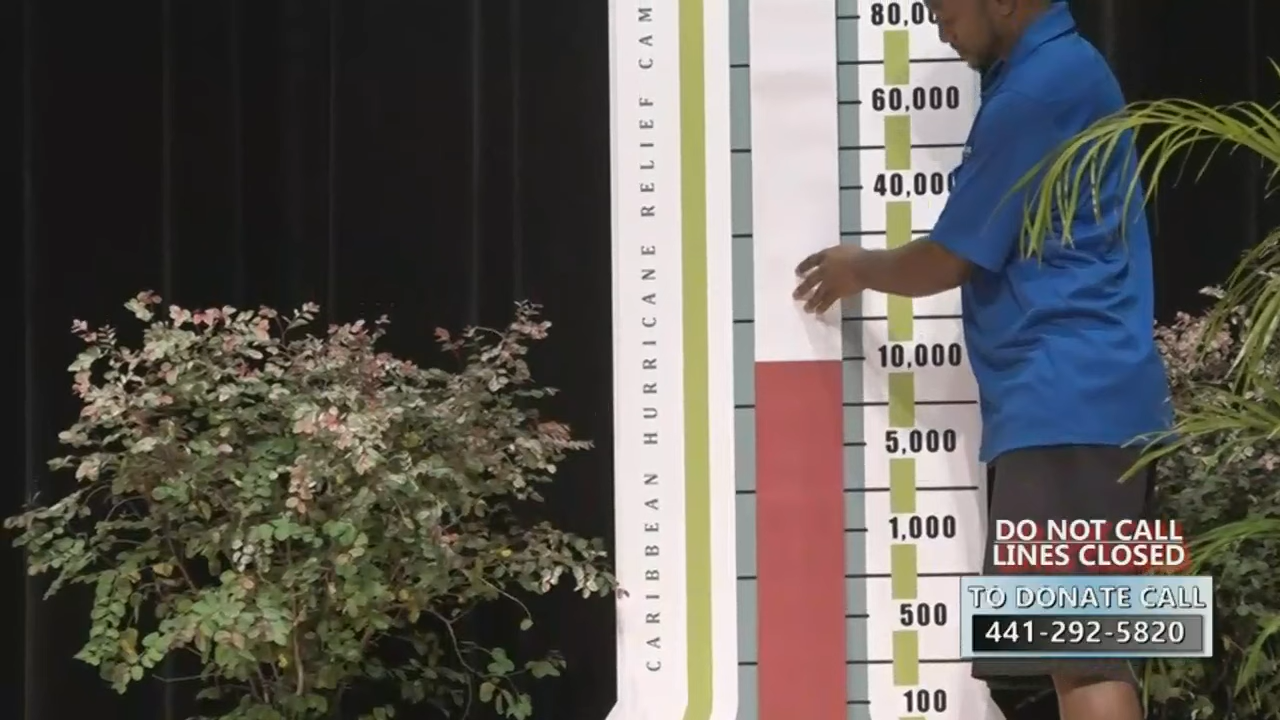 CARIBBEAN HURRICANE RELIEF CAM
80,00
60,000
40,000
10,000
5,000
1,000
500
100
DO NOT CALL
LINES CLOSED
TO DONATE CALL
441-292-5820